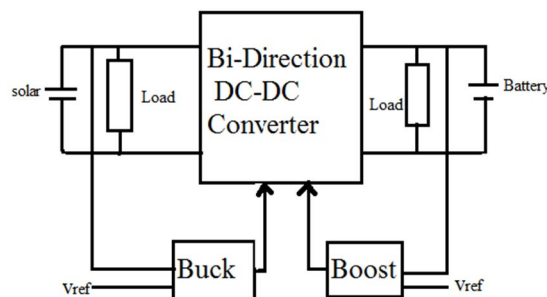 Bi-Direction
DC-DC
Converter
solar
Load
Load
Battery
Buck
Boost
Vref
Vref